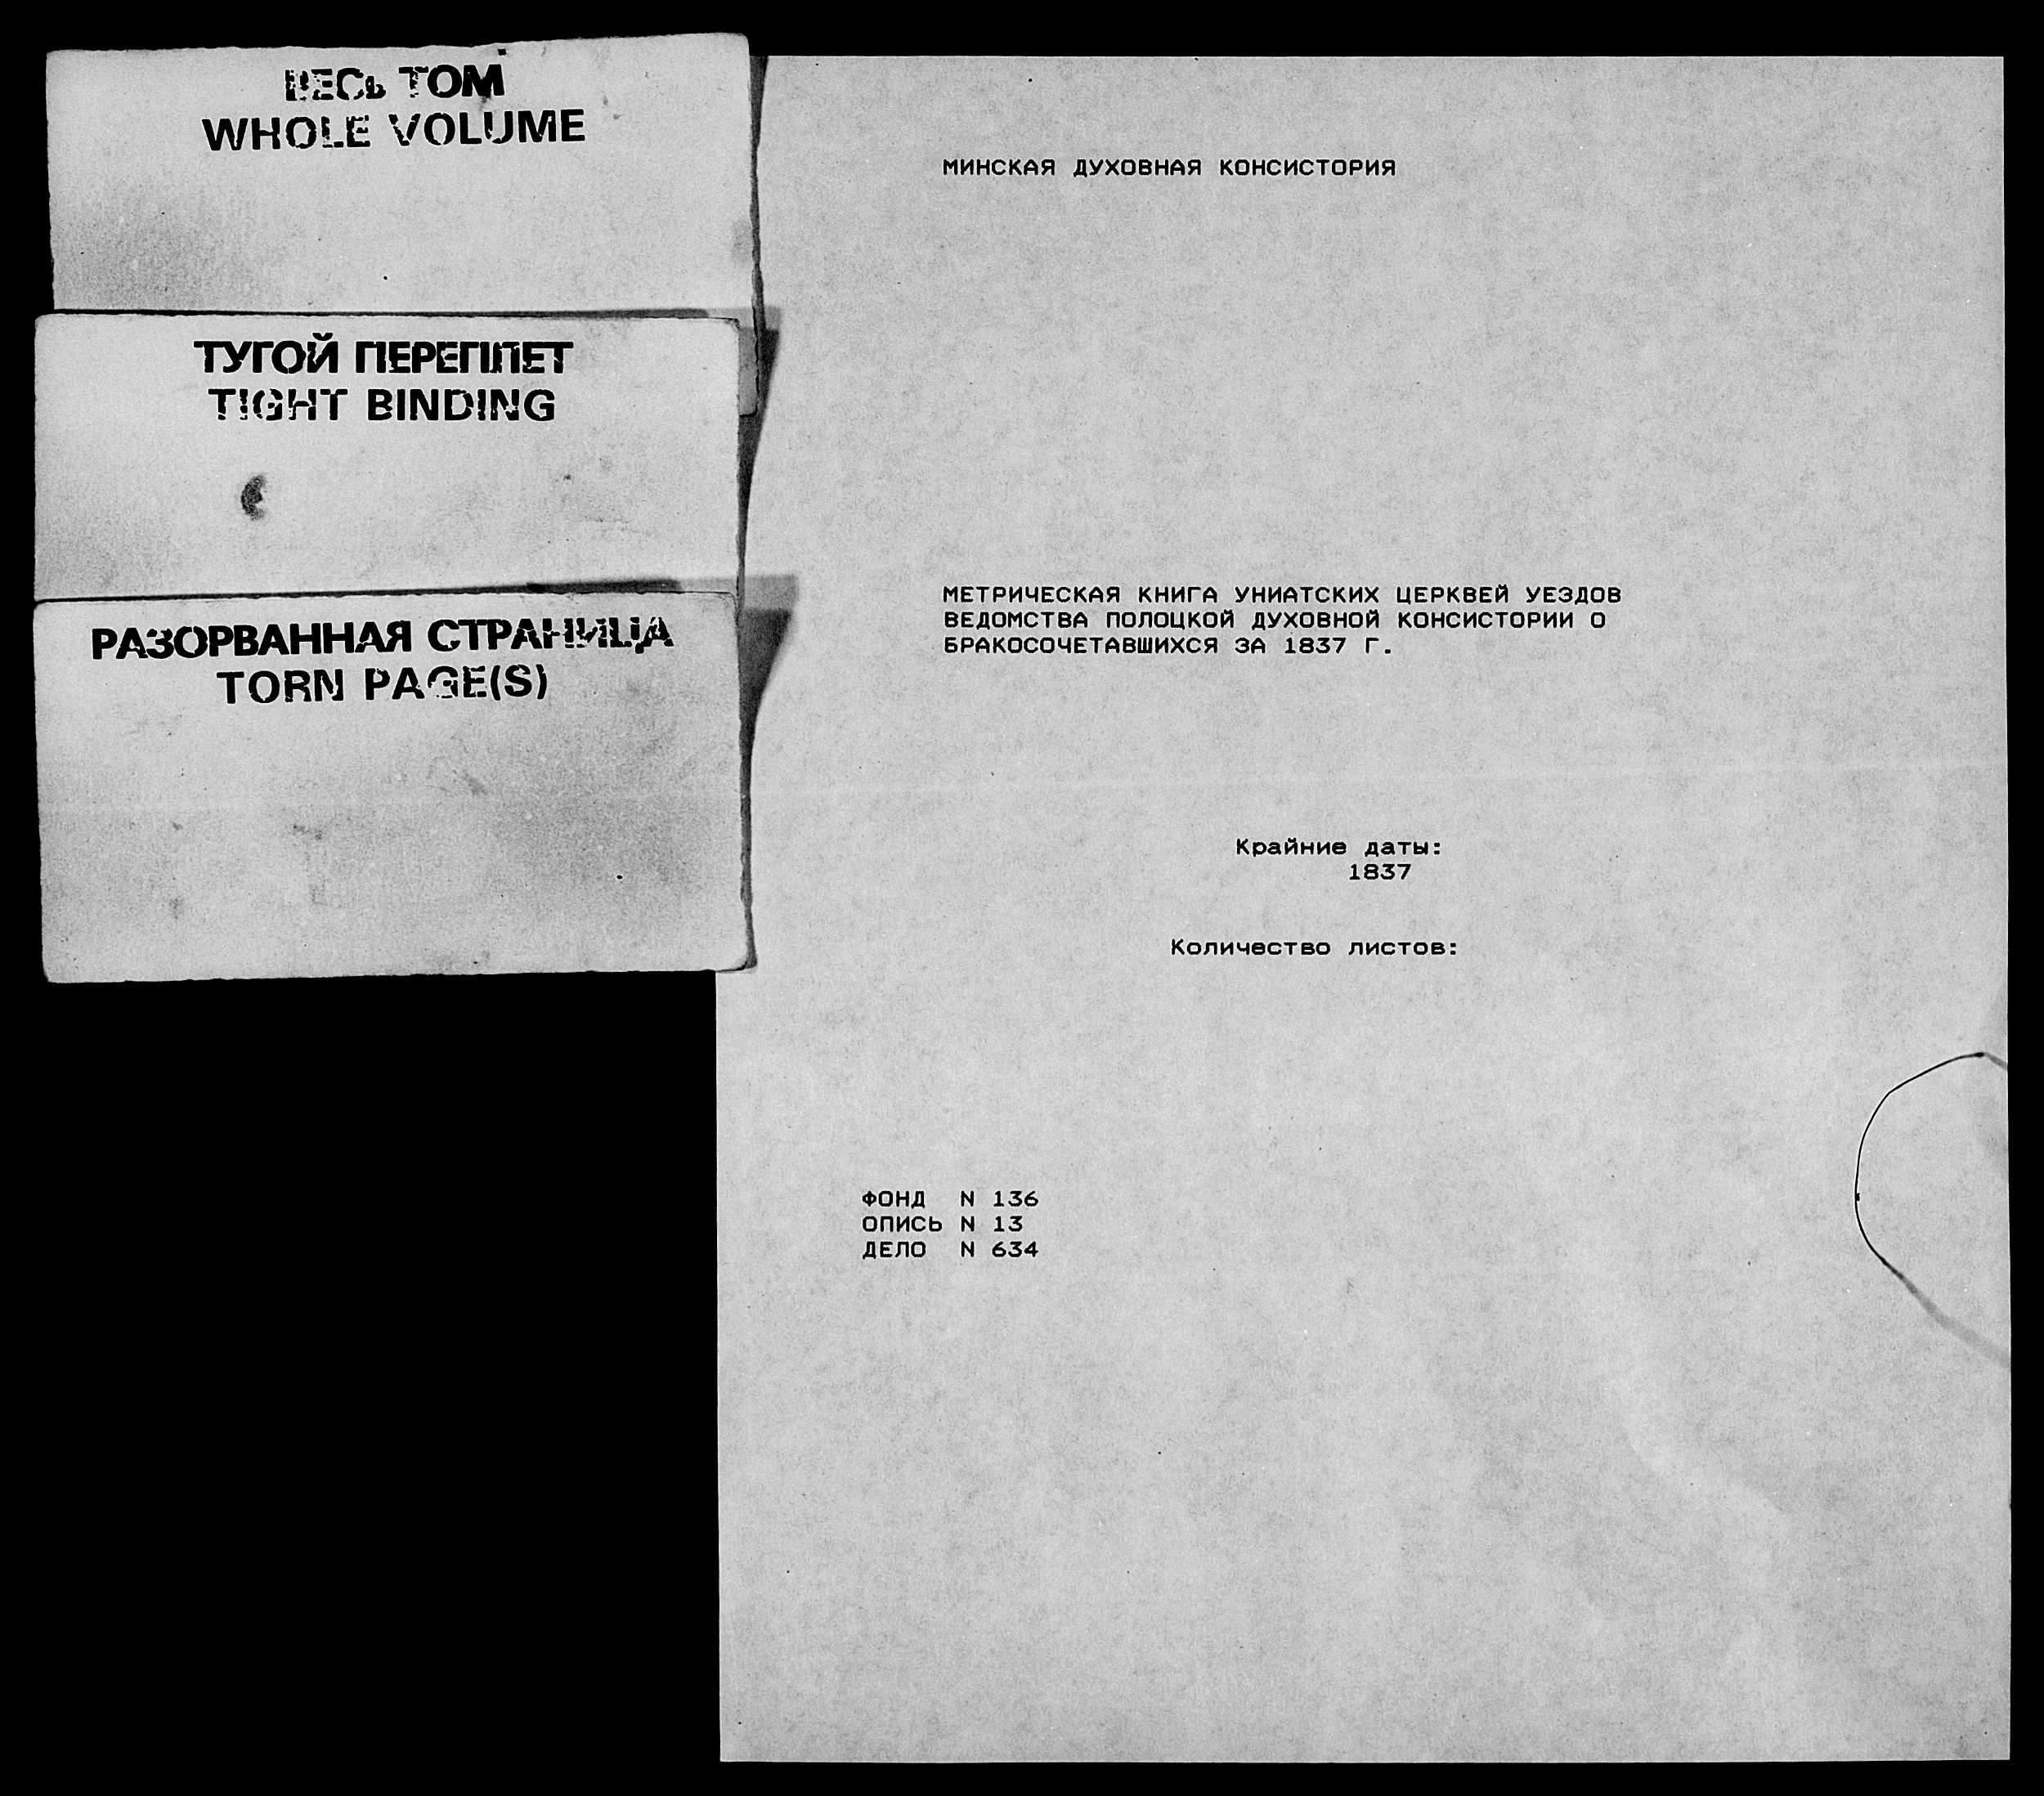 ВЕСЬ ТОМ
WHOLE VOLUME
ТУГОЙ ПЕРЕПЛЕТ
TIGHT BINDING
РАЗОРВАННАЯ СТРАНИЦА
TORN PAGE(S)
МИНСКАЯ ДУХОВНАЯ КОНСИСТОРИЯ
МЕТРИЧЕСКАЯ КНИГА УНИАТСКИХ ЦЕРКВЕЙ УЕЗДОВ
ВЕДОМСТВА ПОЛОЦКОЙ ДУХОВНОЙ КОНСИСТОРИИ О
БРАКОСОЧЕТАВШИХСЯ ЗА 1837 Г.
Крайние даты:
1837
Количество листов:
ФОНД N 136
ОПИСЬ N 13
ДЕЛО N 634